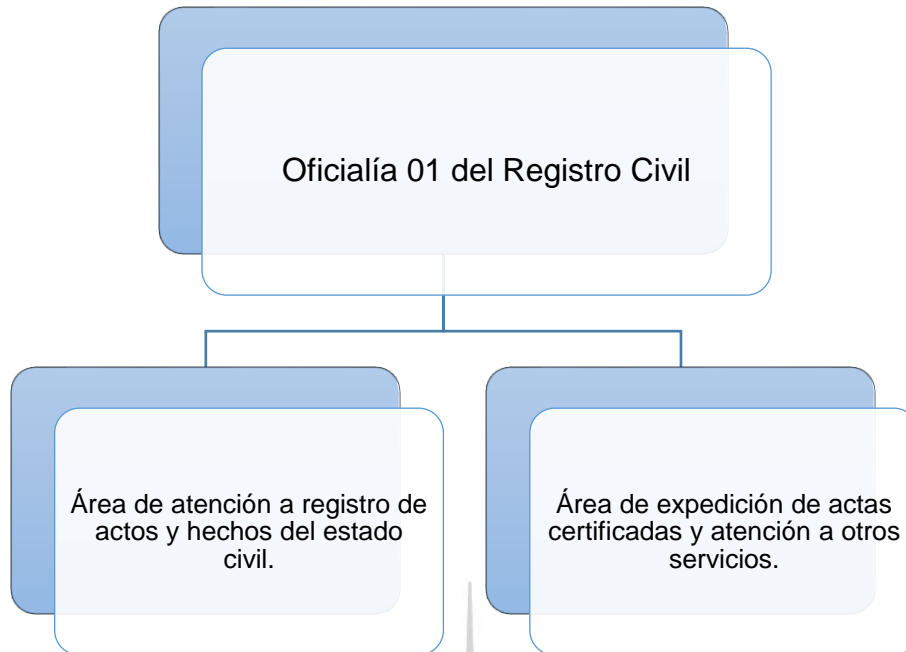 Oficialía 01 del Registro Civil
Área de atención a registro de
actos y hechos del estado
civil.
Área de expedición de actas
certificadas y atención a otros
servicios.